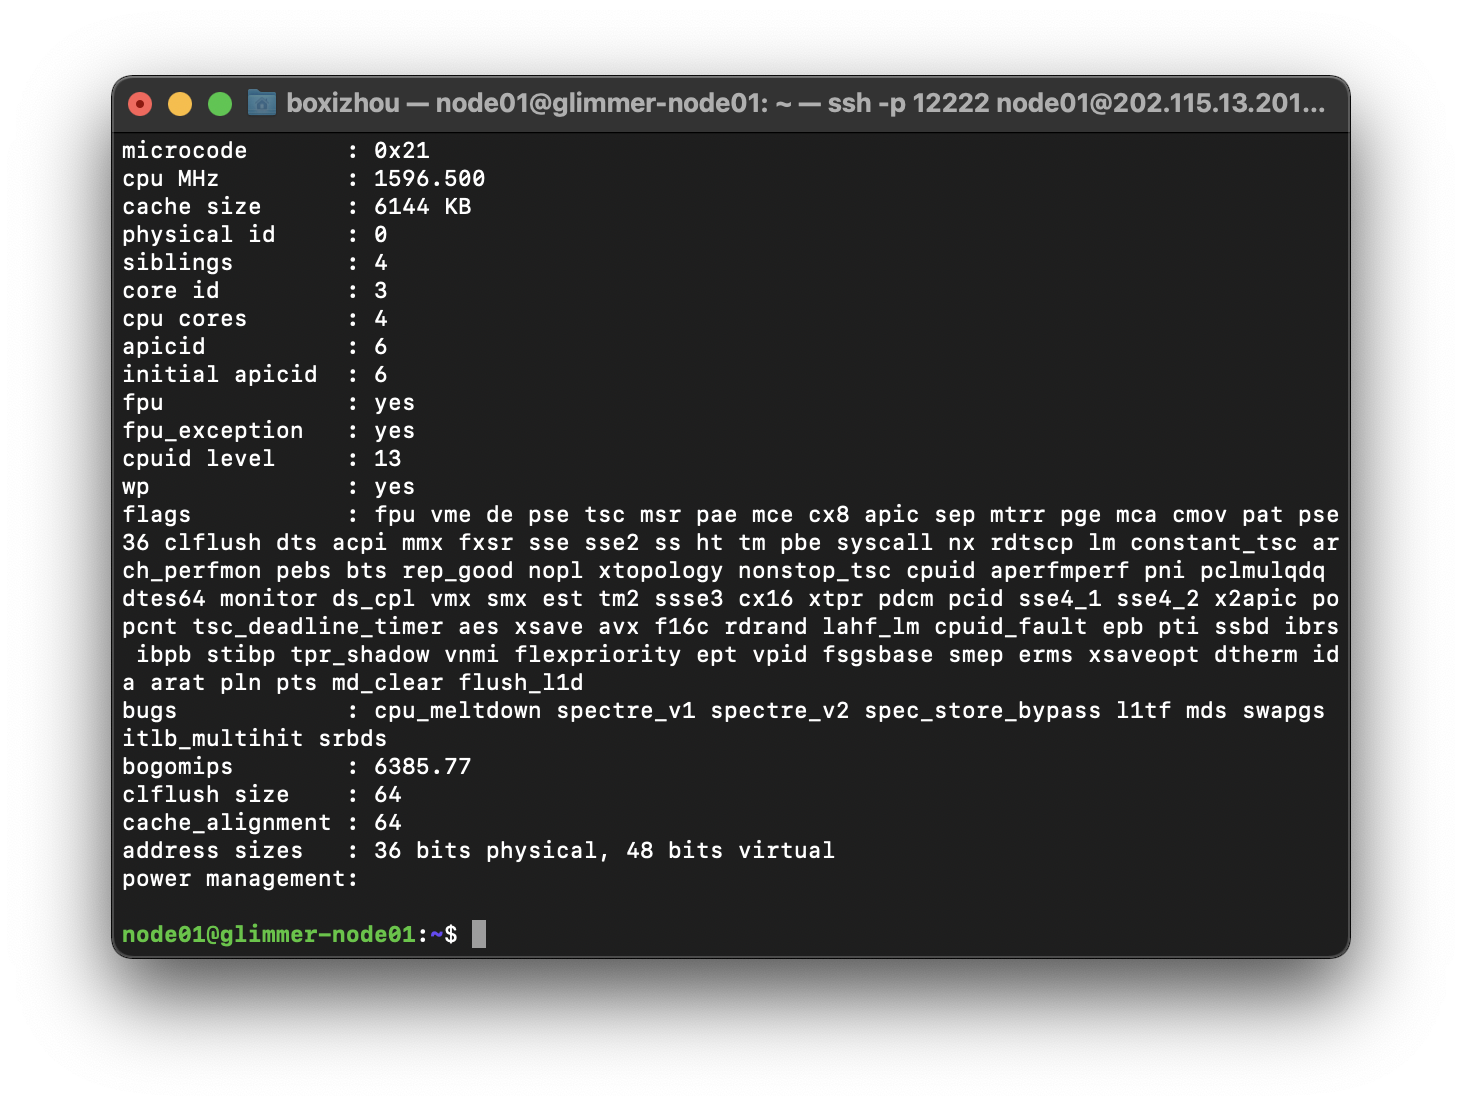 boxizhou — node01@glimmer-node01: ~ — ssh -p 12222 node01@202.115.13.201...
microcode : 0x21
cpu MHz : 1596.500
cache size : 6144 KB
physical id : 0
siblings : 4
core id : 3
cpu cores : 4
apicid : 6
initial apicid : 6
fpu : yes
fpu_exception : yes
cpuid level : 13
wp : yes
flags : fpu vme de pse tsc msr pae mce cx8 apic sep mtrr pge mca cmov pat pse
36 clflush dts acpi mmx fxsr sse sse2 ss ht tm pbe syscall nx rdtscp lm constant_tsc ar
ch_perfmon pebs bts rep_good nopl xtopology nonstop_tsc cpuid aperfmperf pni pclmulqdq
dtes64 monitor ds_cpl vmx smx est tm2 ssse3 cx16 xtpr pdcm pcid sse4_1 sse4_2 x2apic po
pcnt tsc_deadline_timer aes xsave avx f16c rdrand lahf_lm cpuid_fault epb pti ssbd ibrs
ibpb stibp tpr_shadow vnmi flexpriority ept vpid fsgsbase smep erms xsaveopt dtherm id
a arat pln pts md_clear flush_l1d
bugs : cpu_meltdown spectre_v1 spectre_v2 spec_store_bypass l1tf mds swapgs
itlb_multihit srbds
bogomips : 6385.77
clflush size : 64
cache_alignment : 64
address sizes : 36 bits physical, 48 bits virtual
power management:
node01@glimmer-node01:~$